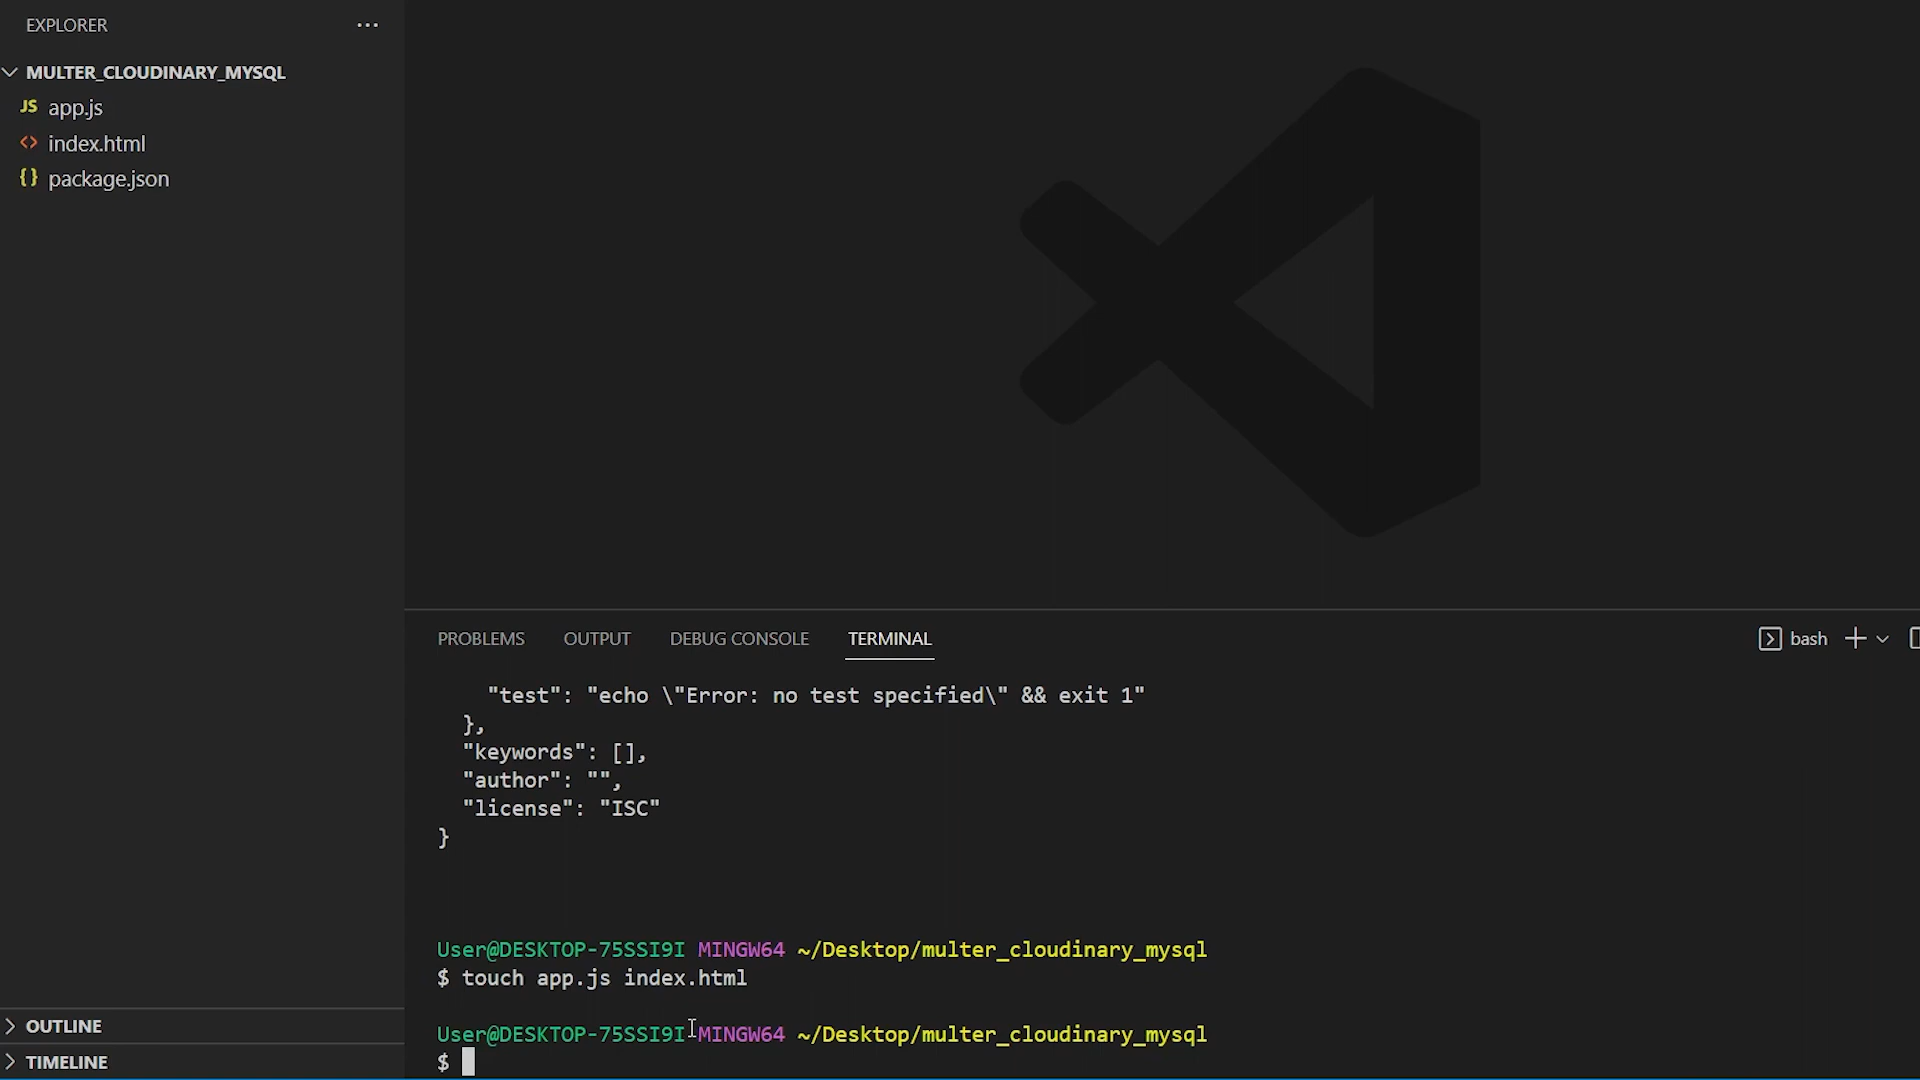 EXPLORER
MULTER_CLOUDINARY_MYSQL
JS app.js
<> index.html
{} package.json
OUTLINE
TIMELINE
PROBLEMS OUTPUT DEBUG CONSOLE TERMINAL
bash
"test": "echo \"Error: no test specified\" && exit 1"
},
"keywords": [],
"author": "",
"license": "ISC"
}
User@DESKTOP-75SSI9I MINGW64 ~/Desktop/multer_cloudinary_mysql
$ touch app.js index.html
User@DESKTOP-75SSI9I MINGW64 ~/Desktop/multer_cloudinary_mysql
$